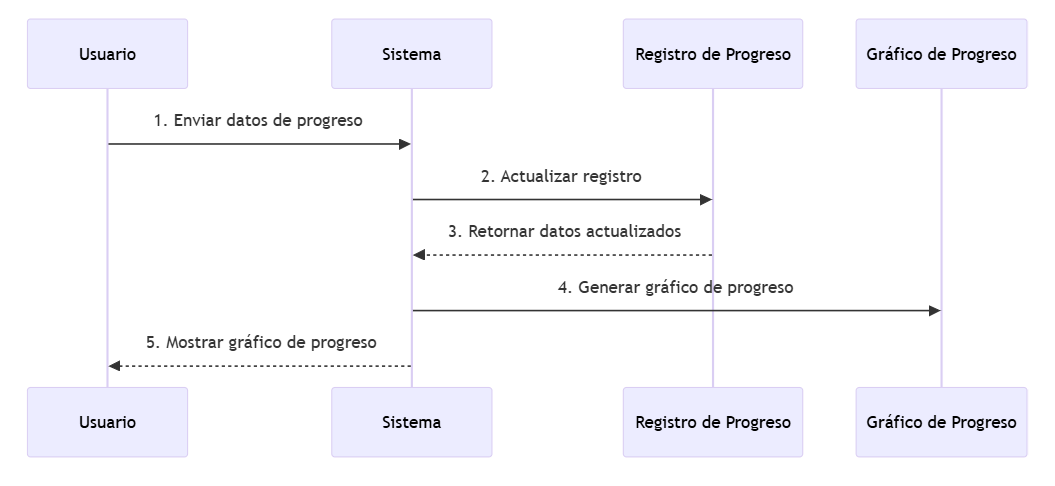 Usuario
Sistema
Registro de Progreso
Gráfico de Progreso
1. Enviar datos de progreso
2. Actualizar registro
3. Retornar datos actualizados
4. Generar gráfico de progreso
5. Mostrar gráfico de progreso
Usuario
Sistema
Registro de Progreso
Gráfico de Progreso